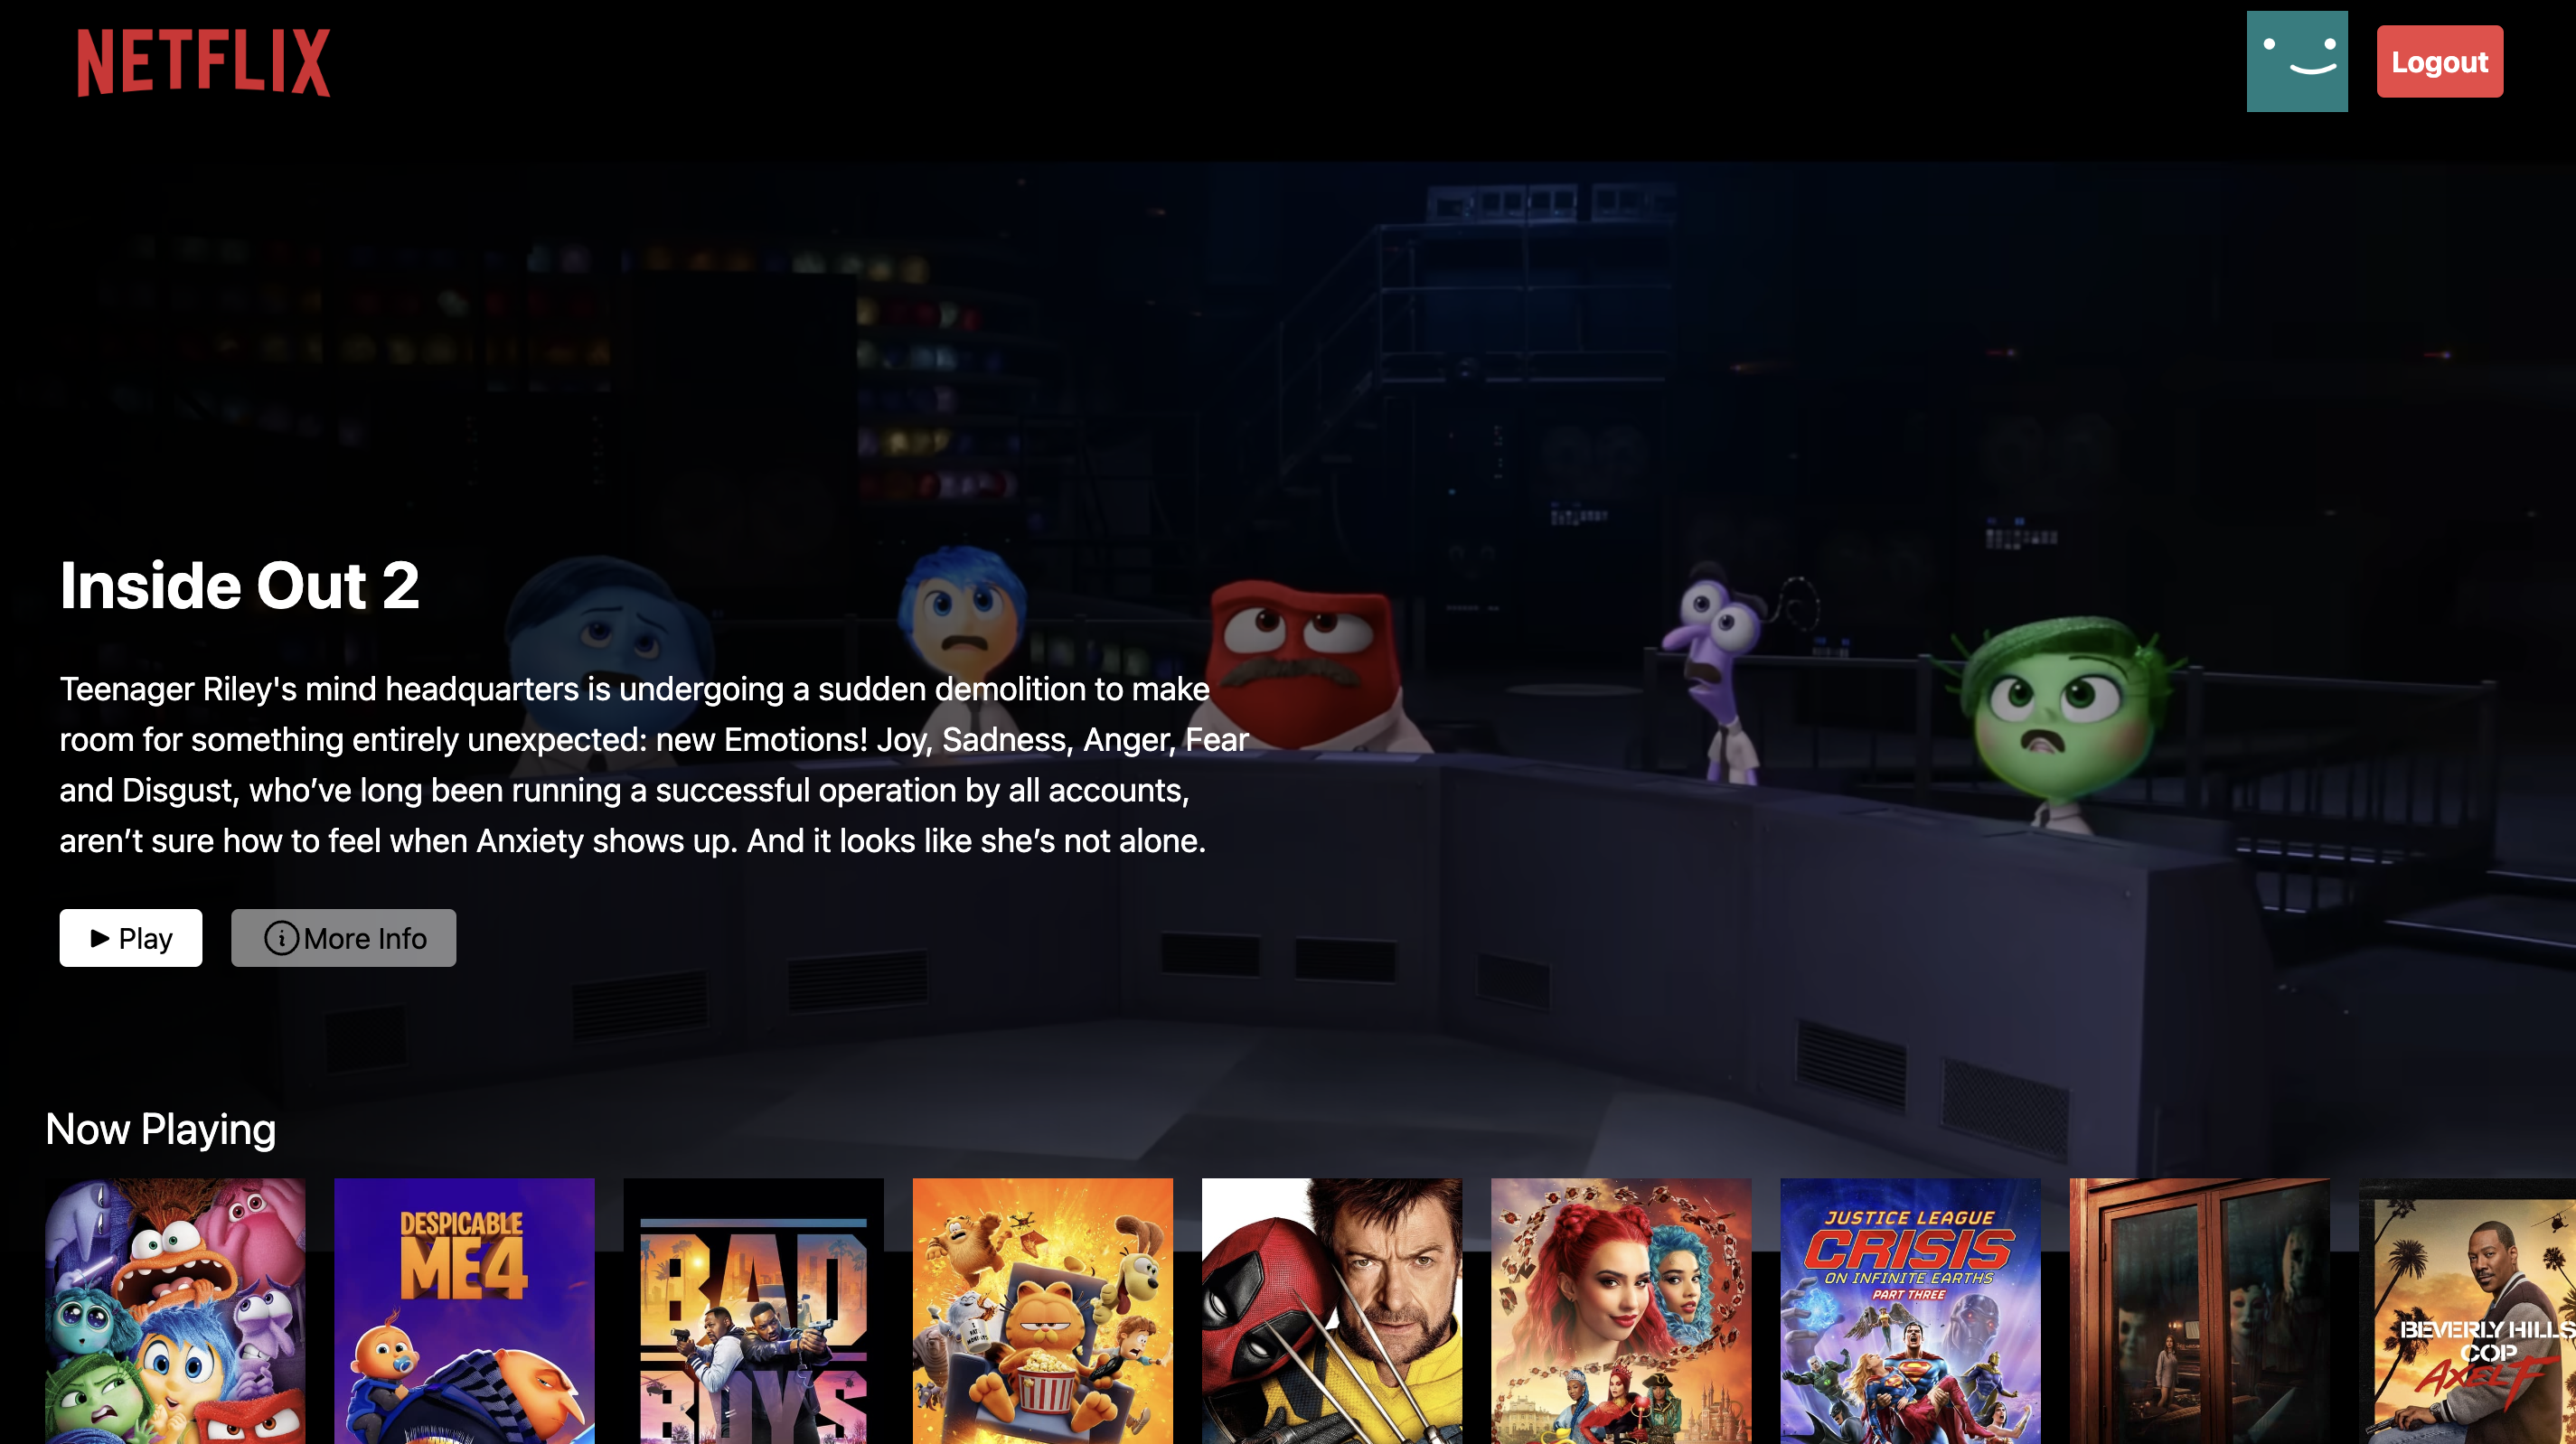 NETFLIX
Logout
Inside Out 2
Teenager Riley's mind headquarters is undergoing a sudden demolition to make
room for something entirely unexpected: new Emotions! Joy, Sadness, Anger, Fear
and Disgust, who’ve long been running a successful operation by all accounts,
aren’t sure how to feel when Anxiety shows up. And it looks like she’s not alone.
Play
More Info
Now Playing
DESPICABLE
ME4
BAD
BOYS
JUSTICE LEAGUE
CRISIS
ON INFINITE EARTHS
PART THREE
BEVERLY HILLS
COP
AXEL F